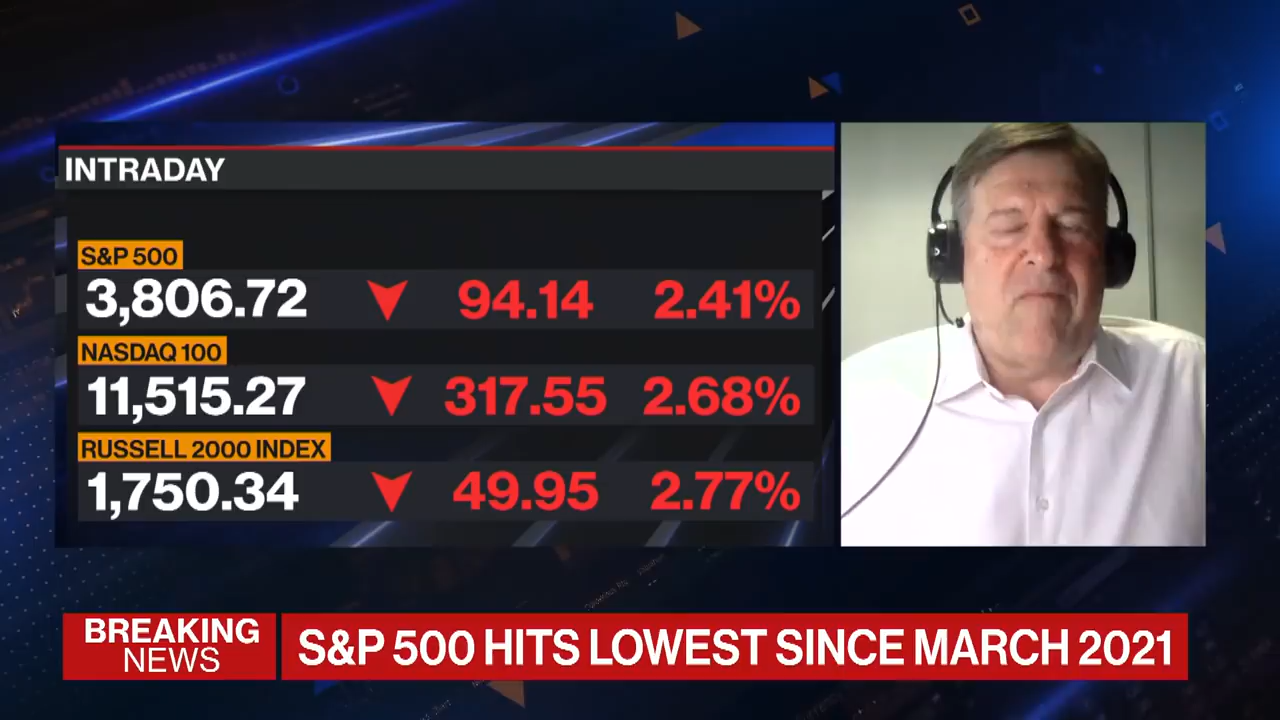 INTRADAY
S&P 500
3,806.72 94.14 2.41%
NASDAQ 100
11,515.27 317.55 2.68%
RUSSELL 2000 INDEX
1,750.34 49.95 2.77%
BREAKING
NEWS
S&P 500 HITS LOWEST SINCE MARCH 2021